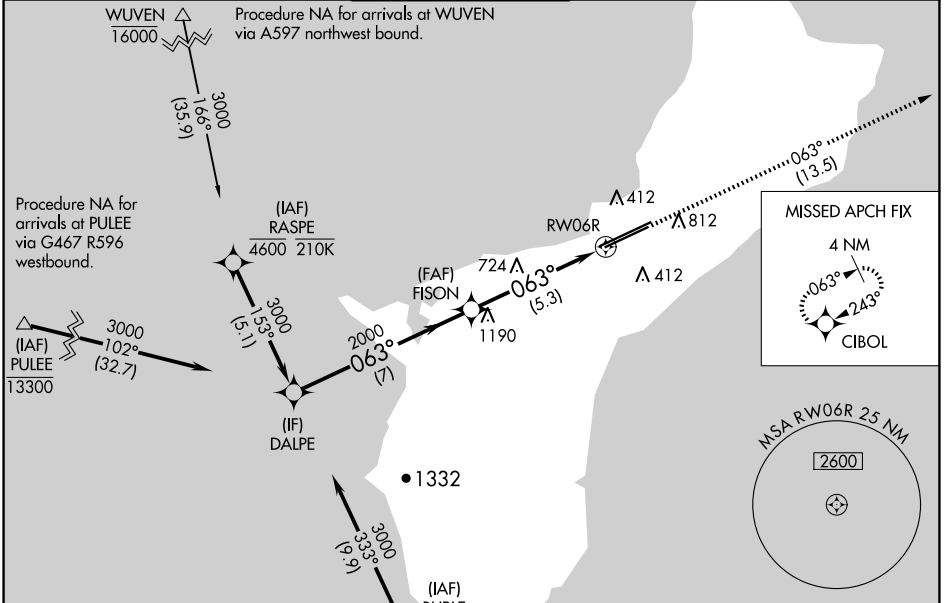 WUVEN
16000
Procedure NA for arrivals at WUVEN
via A597 northwest bound.
3000
166°
(35.9)
063°
(13.5)
Procedure NA for
arrivals at PULEE
via G467 R596
westbound.
(IAF)
RASPE
4600 210K
RW06R
412
812
MISSED APCH FIX
4 NM
063°
243°
CIBOL
(FAF)
FISON
724
063°
(5.3)
412
1190
3000
153°
(5.1)
(IAF)
PULEE
13300
3000
102°
(32.7)
2000
063°
(7)
(IF)
DALPE
MSA RW06R 25 NM
2600
1332
3000
333°
(9.9)
(IAF)